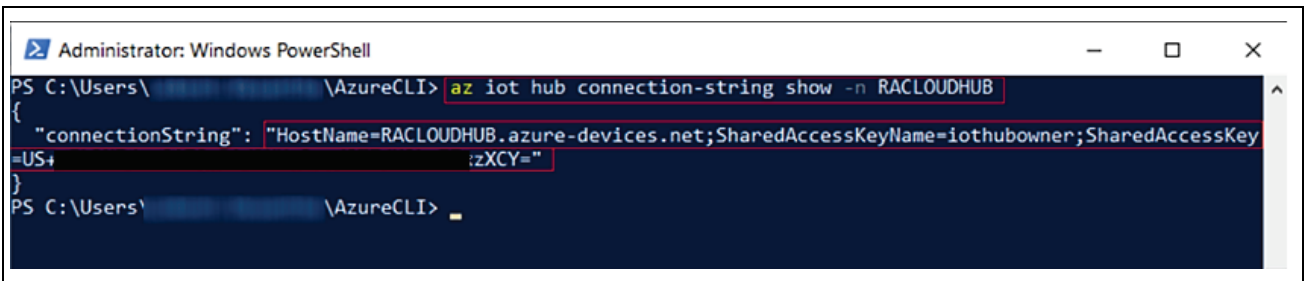 Administrator: Windows PowerShell
PS C:\Users\ \AzureCLI> az iot hub connection-string show -n RACLOUDHUB
{
"connectionString": "HostName=RACLOUDHUB.azure-devices.net;SharedAccessKeyName=iothubowner;SharedAccessKey
=US+ zXCY="
}
PS C:\Users\ \AzureCLI>